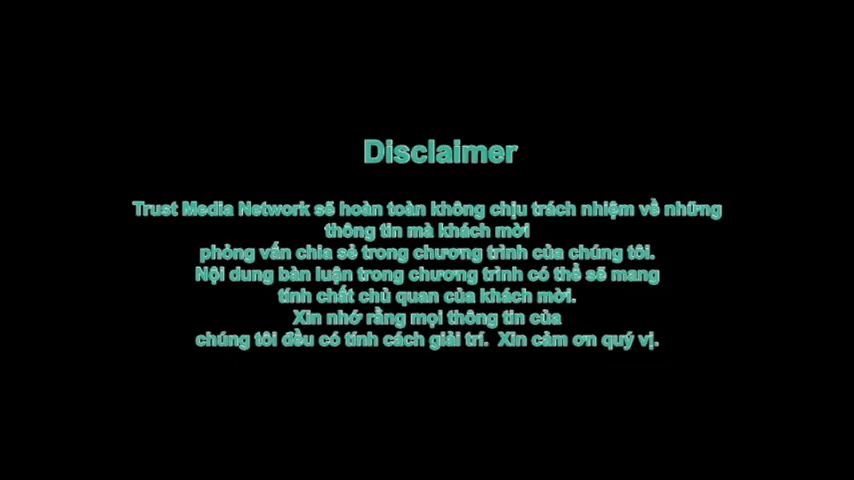 Disclaimer
Trust Media Network sẽ hoàn toàn không chịu trách nhiệm về những
thông tin mà khách mời
phỏng vấn chia sẻ trong chương trình của chúng tôi.
Nội dung bàn luận trong chương trình có thể sẽ mang
tính chất chủ quan của khách mời.
Xin nhớ rằng mọi thông tin của
chúng tôi đều có tính cách giải trí.  Xin cảm ơn quý vị.